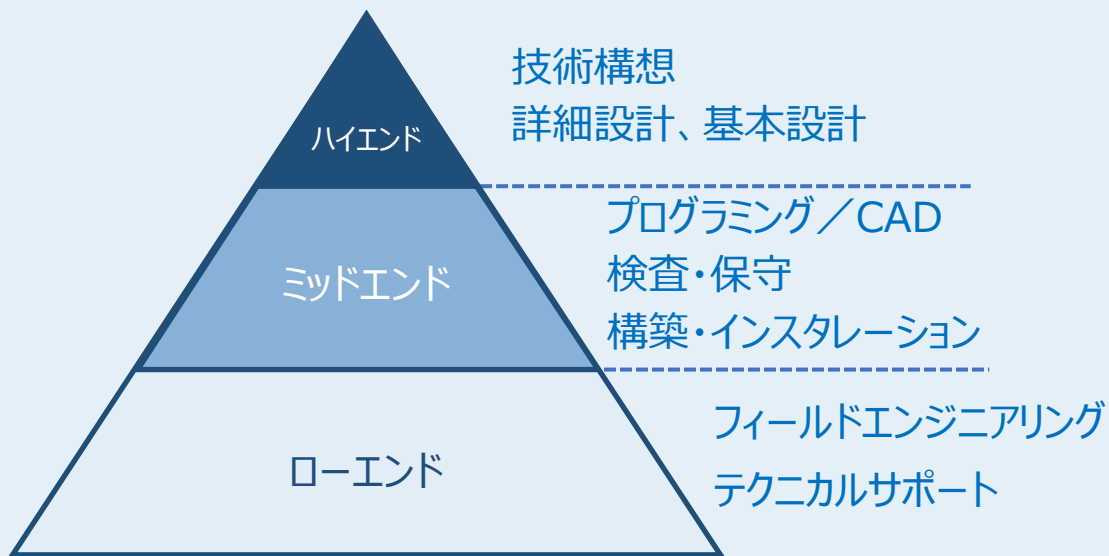 ハイエンド
技術構想
詳細設計、基本設計
ミッドエンド
プログラミング／CAD
検査・保守
構築・インスタレーション
ローエンド
フィールドエンジニアリング
テクニカルサポート